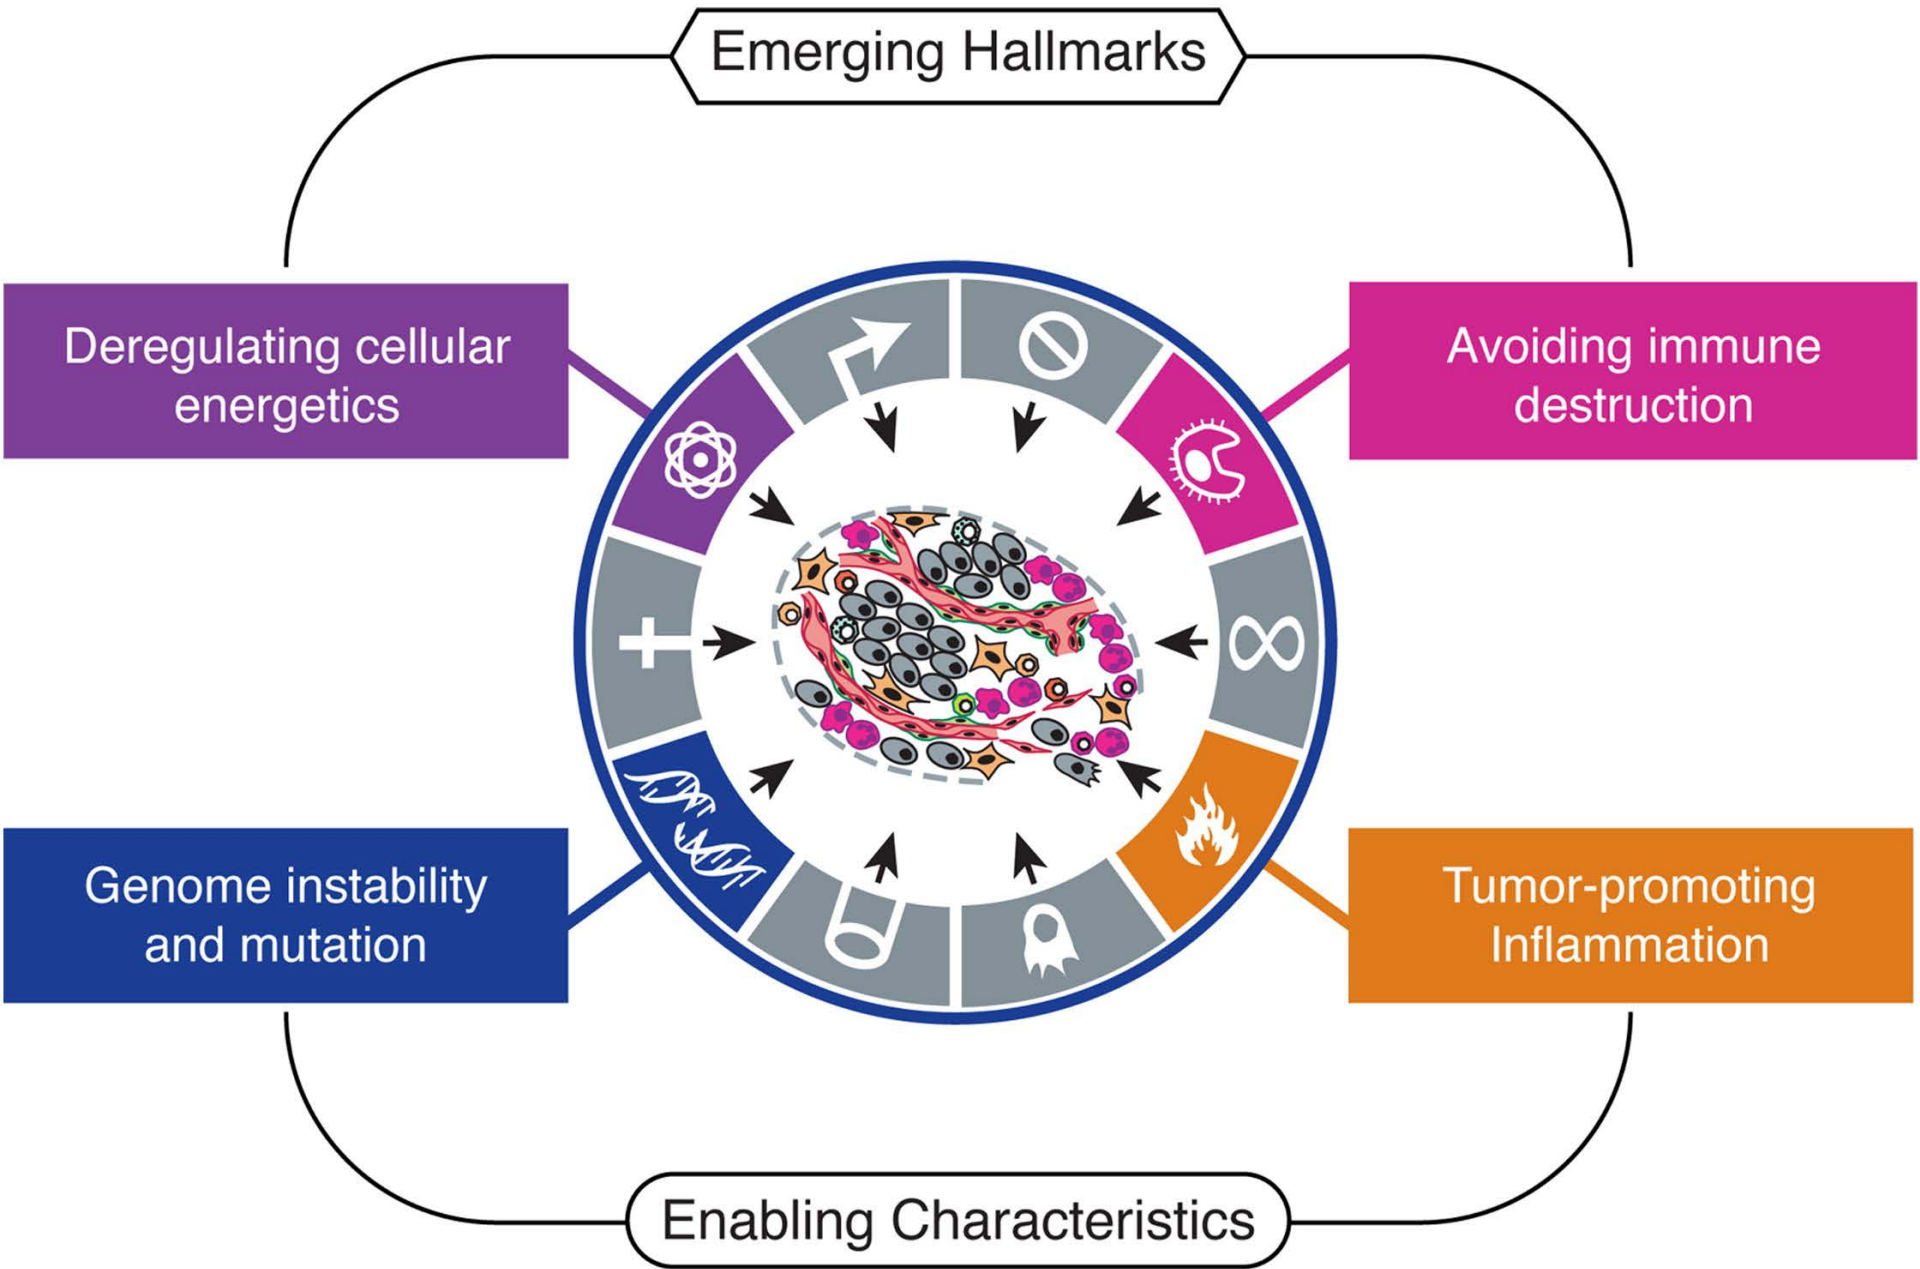 Emerging Hallmarks
Deregulating cellular
energetics
Avoiding immune
destruction
Genome instability
and mutation
Tumor-promoting
Inflammation
Enabling Characteristics